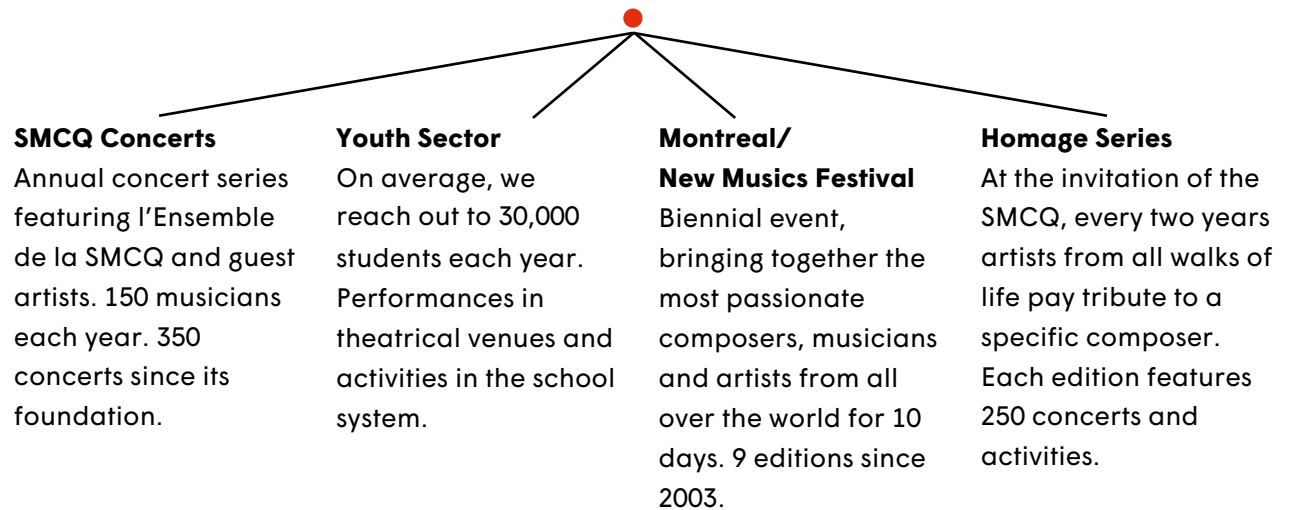 SMCQ Concerts
Annual concert series
featuring l'Ensemble
de la SMCQ and guest
artists. 150 musicians
each year. 350
concerts since its
foundation.
Youth Sector
On average, we
reach out to 30,000
students each year.
Performances in
theatrical venues and
activities in the school
system.
Montreal/
New Musics Festival
Biennial event,
bringing together the
most passionate
composers, musicians
and artists from all
over the world for 10
days. 9 editions since
2003.
Homage Series
At the invitation of the
SMCQ, every two years
artists from all walks of
life pay tribute to a
specific composer.
Each edition features
250 concerts and
activities.